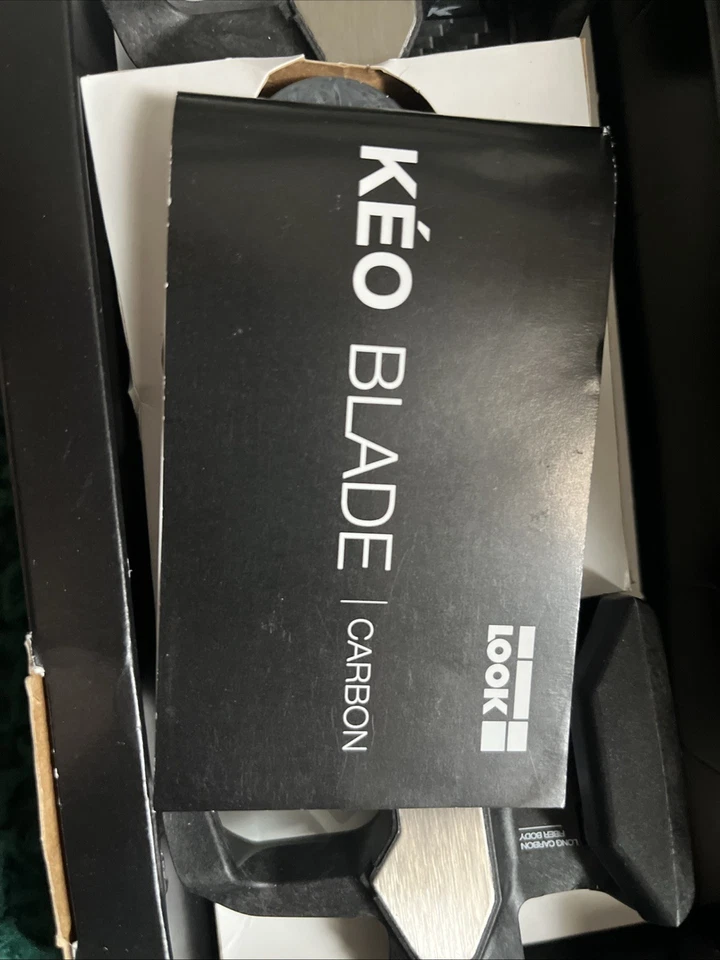 KÉO BLADE | CARBON
LOOK
LONG CARBON
FIBER BODY
K